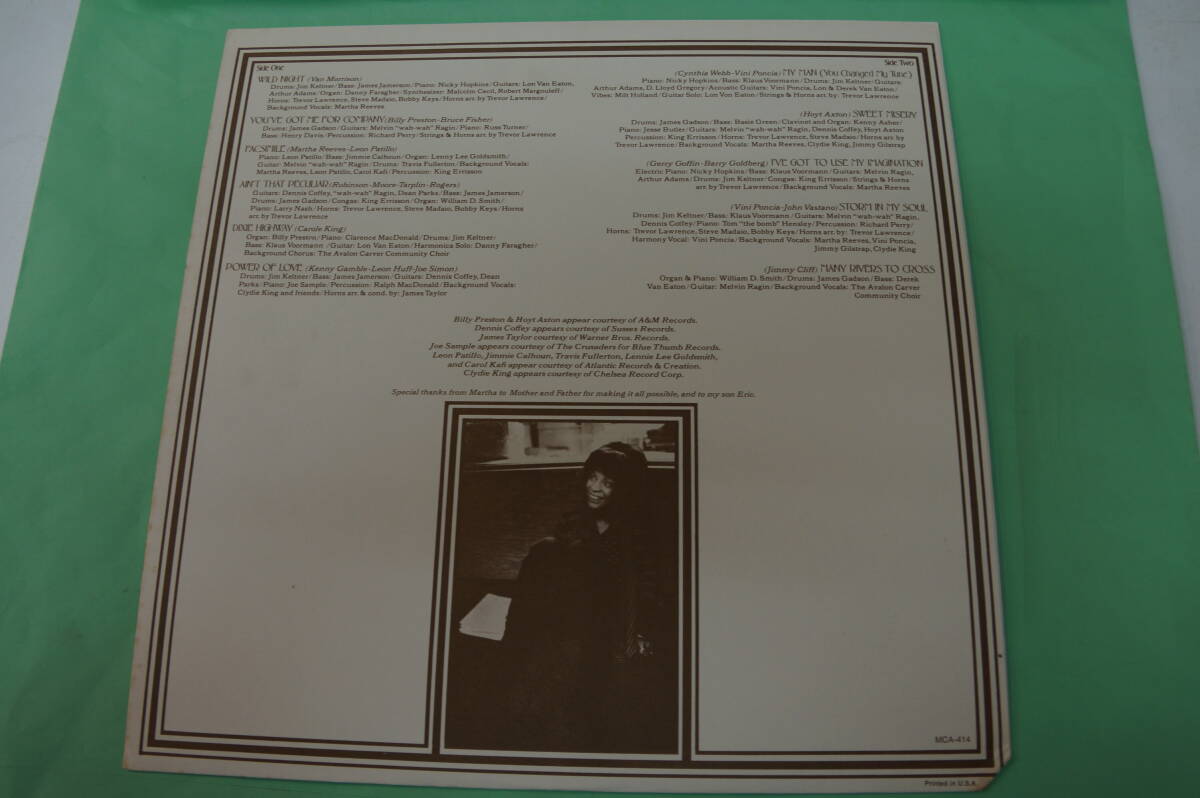 Side One
WILD NIGHT (Van Morrison)
Drums: Jim Keltner/Bass: James Jamerson/Piano: Nicky Hopkins/Guitars: Lon Van Eaton,
Arthur Adams/Organ: Danny Faragher/Synthesizer: Malcolm Cecil, Robert Margouleff/
Horns: Trevor Lawrence, Steve Madaio, Bobby Keys/Horns arr. by Trevor Lawrence/
Background Vocals: Martha Reeves
YOU'VE GOT ME FOR COMPANY (Billy Preston-Bruce Fisher)
Drums: James Gadson/Guitars: Melvin "wah-wah" Ragin/Piano: Russ Turner/
Bass: Henry Davis/Percussion: Richard Perry/Strings & Horns arr by Trevor Lawrence
FACSIMILE (Martha Reeves-Leon Patillo)
Piano: Leon Patillo/Bass: Jimmie Calhoun/Organ: Lenny Lee Goldsmith/
Guitar: Melvin "wah-wah" Ragin/Drums: Travis Fullerton/Background Vocals:
Martha Reeves, Leon Patillo, Carol Kafi/Percussion: King Errisson
AIN'T THAT PECULIAR (Robinson-Moore-Tarplin-Rogers)
Guitars: Dennis Coffey, "wah-wah" Ragin, Dean Parks/Bass: James Jamerson/
Drums: James Gadson/Congas: King Errisson/Organ: William D. Smith/
Piano: Larry Nash/Horns: Trevor Lawrence, Steve Madaio, Bobby Keys/Horns
arr. by Trevor Lawrence
DIXIE HIGHWAY (Carole King)
Organ: Billy Preston/Piano: Clarence MacDonald/Drums: Jim Keltner/
Bass: Klaus Voormann/Guitar: Lon Van Eaton/Harmonica Solo: Danny Faragher/
Background Chorus: The Avalon Carver Community Choir
POWER OF LOVE (Kenny Gamble-Leon Huff-Joe Simon)
Drums: Jim Keltner/Bass: James Jamerson/Guitars: Dennis Coffey, Dean
Parks/Piano: Joe Sample/Percussion: Ralph MacDonald/Background Vocals:
Clydie King and friends/Horns arr. & cond. by: James Taylor
Side Two
(Cynthia Webb-Vini Poncia) MY MAN (You Changed My Tune)
Piano: Nicky Hopkins/Bass: Klaus Voormann/Drums: Jim Keltner/Guitars:
Arthur Adams, D. Lloyd Gregory/Acoustic Guitars: Vini Poncia, Lon & Derek Van Eaton/
Vibes: Milt Holland/Guitar Solo: Lon Von Eaton/Strings & Horns arr. by: Trevor Lawrence
(Hoyt Axton) SWEET MISERY
Drums: James Gadson/Bass: Basie Green/Clavinet and Organ: Kenny Asher/
Piano: Jesse Butler/Guitars: Melvin "wah-wah" Ragin, Dennis Coffey, Hoyt Axton
Percussion: King Errisson/Horns: Trevor Lawrence, Steve Madaio/Horns arr by
Trevor Lawrence/Background Vocals: Martha Reeves, Clydie King, Jimmy Gilstrap
(Gerry Goffin-Barry Goldberg) I'VE GOT TO USE MY IMAGINATION
Electric Piano: Nicky Hopkins/Bass: Klaus Voormann/Guitars: Melvin Ragin,
Arthur Adams/Drums: Jim Keltner/Congas: King Errisson/Strings & Horns
arr by Trevor Lawrence/Background Vocals: Martha Reeves
(Vini Poncia-John Vastano) STORM IN MY SOUL
Drums: Jim Keltner/Bass: Klaus Voormann/Guitars: Melvin "wah-wah" Ragin,
Dennis Coffey/Piano: Tom "the bomb" Hensley/Percussion: Richard Perry/
Horns: Trevor Lawrence, Steve Madaio, Bobby Keys/Horns arr. by: Trevor Lawrence/
Harmony Vocal: Vini Poncia/Background Vocals: Martha Reeves, Vini Poncia,
Jimmy Gilstrap, Clydie King
(Jimmy Cliff) MANY RIVERS TO CROSS
Organ & Piano: William D. Smith/Drums: James Gadson/Bass: Derek
Van Eaton/Guitar: Melvin Ragin/Background Vocals: The Avalon Carver
Community Choir
Billy Preston & Hoyt Axton appear courtesy of A&M Records.
Dennis Coffey appears courtesy of Sussex Records.
James Taylor courtesy of Warner Bros. Records.
Joe Sample appears courtesy of The Crusaders for Blue Thumb Records.
Leon Patillo, Jimmie Calhoun, Travis Fullerton, Lennie Lee Goldsmith,
and Carol Kafi appear courtesy of Atlantic Records & Creation.
Clydie King appears courtesy of Chelsea Record Corp.
Special thanks from Martha to Mother and Father for making it all possible, and to my son Eric.
MCA-414
Printed in U.S.A.